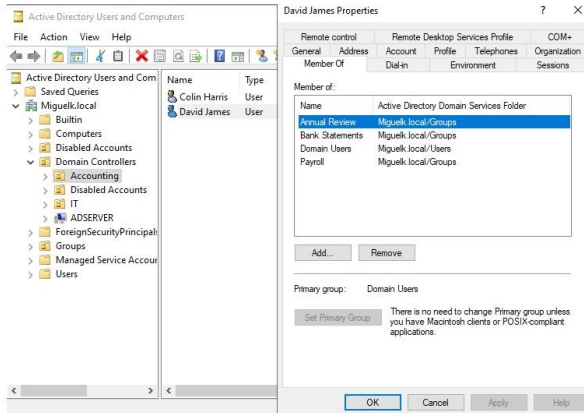 Active Directory Users and Computers
File Action View Help
Active Directory Users and Com
Saved Queries
Miguelk.local
Builtin
Computers
Disabled Accounts
Domain Controllers
Accounting
Disabled Accounts
IT
ADSERVER
ForeignSecurityPrincipals
Groups
Managed Service Accour
Users
Name Type
Colin Harris User
David James User
David James Properties ? X
Remote control Remote Desktop Services Profile COM+
General Address Account Profile Telephones Organization
Member Of Dial-in Environment Sessions
Member of:
Name Active Directory Domain Services Folder
Annual Review Miguelk.local/Groups
Bank Statements Miguelk.local/Groups
Domain Users Miguelk.local/Users
Payroll Miguelk.local/Groups
Add... Remove
Primary group: Domain Users
Set Primary Group
There is no need to change Primary group unless
you have Macintosh clients or POSIX-compliant
applications.
OK Cancel Apply Help